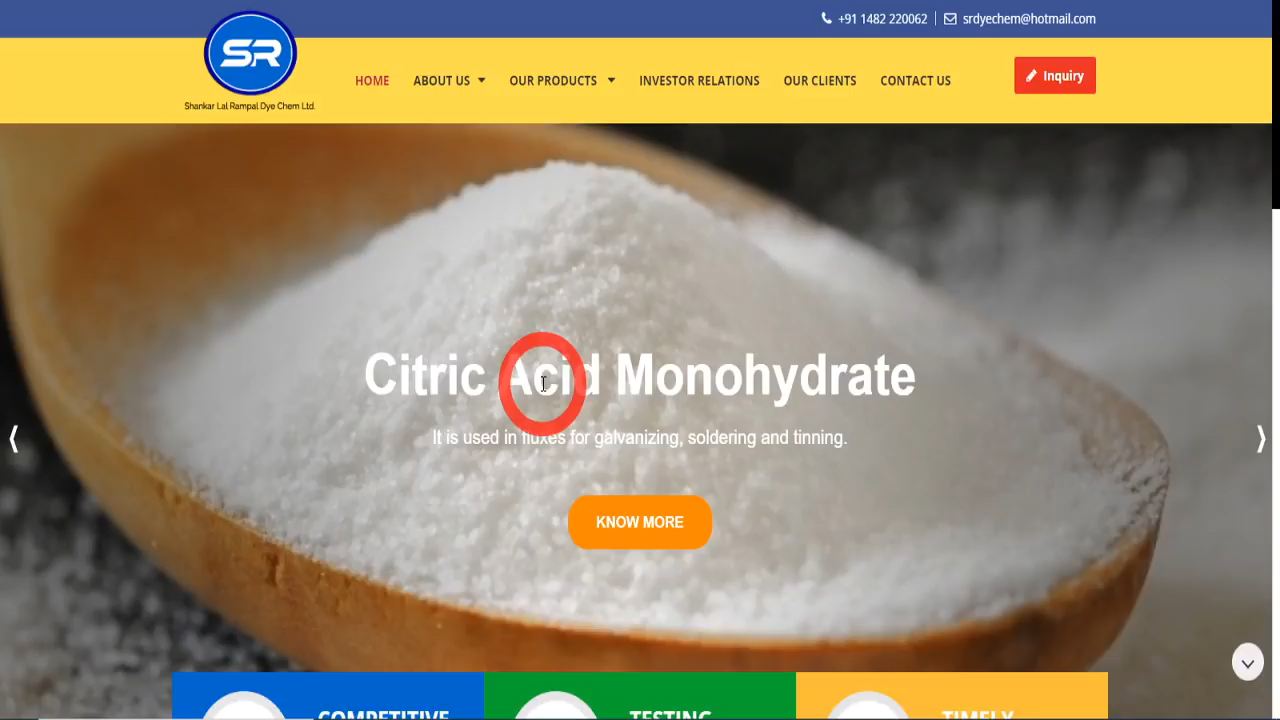 +91 1482 220062
srdyechem@hotmail.com
SR
Shankar Lal Rampal Dye Chem Ltd.
HOME
ABOUT US
OUR PRODUCTS
INVESTOR RELATIONS
OUR CLIENTS
CONTACT US
Inquiry
Citric Acid Monohydrate
It is used in fluxes for galvanizing, soldering and tinning.
KNOW MORE
COMPETITIVE
TESTING
TIMELY